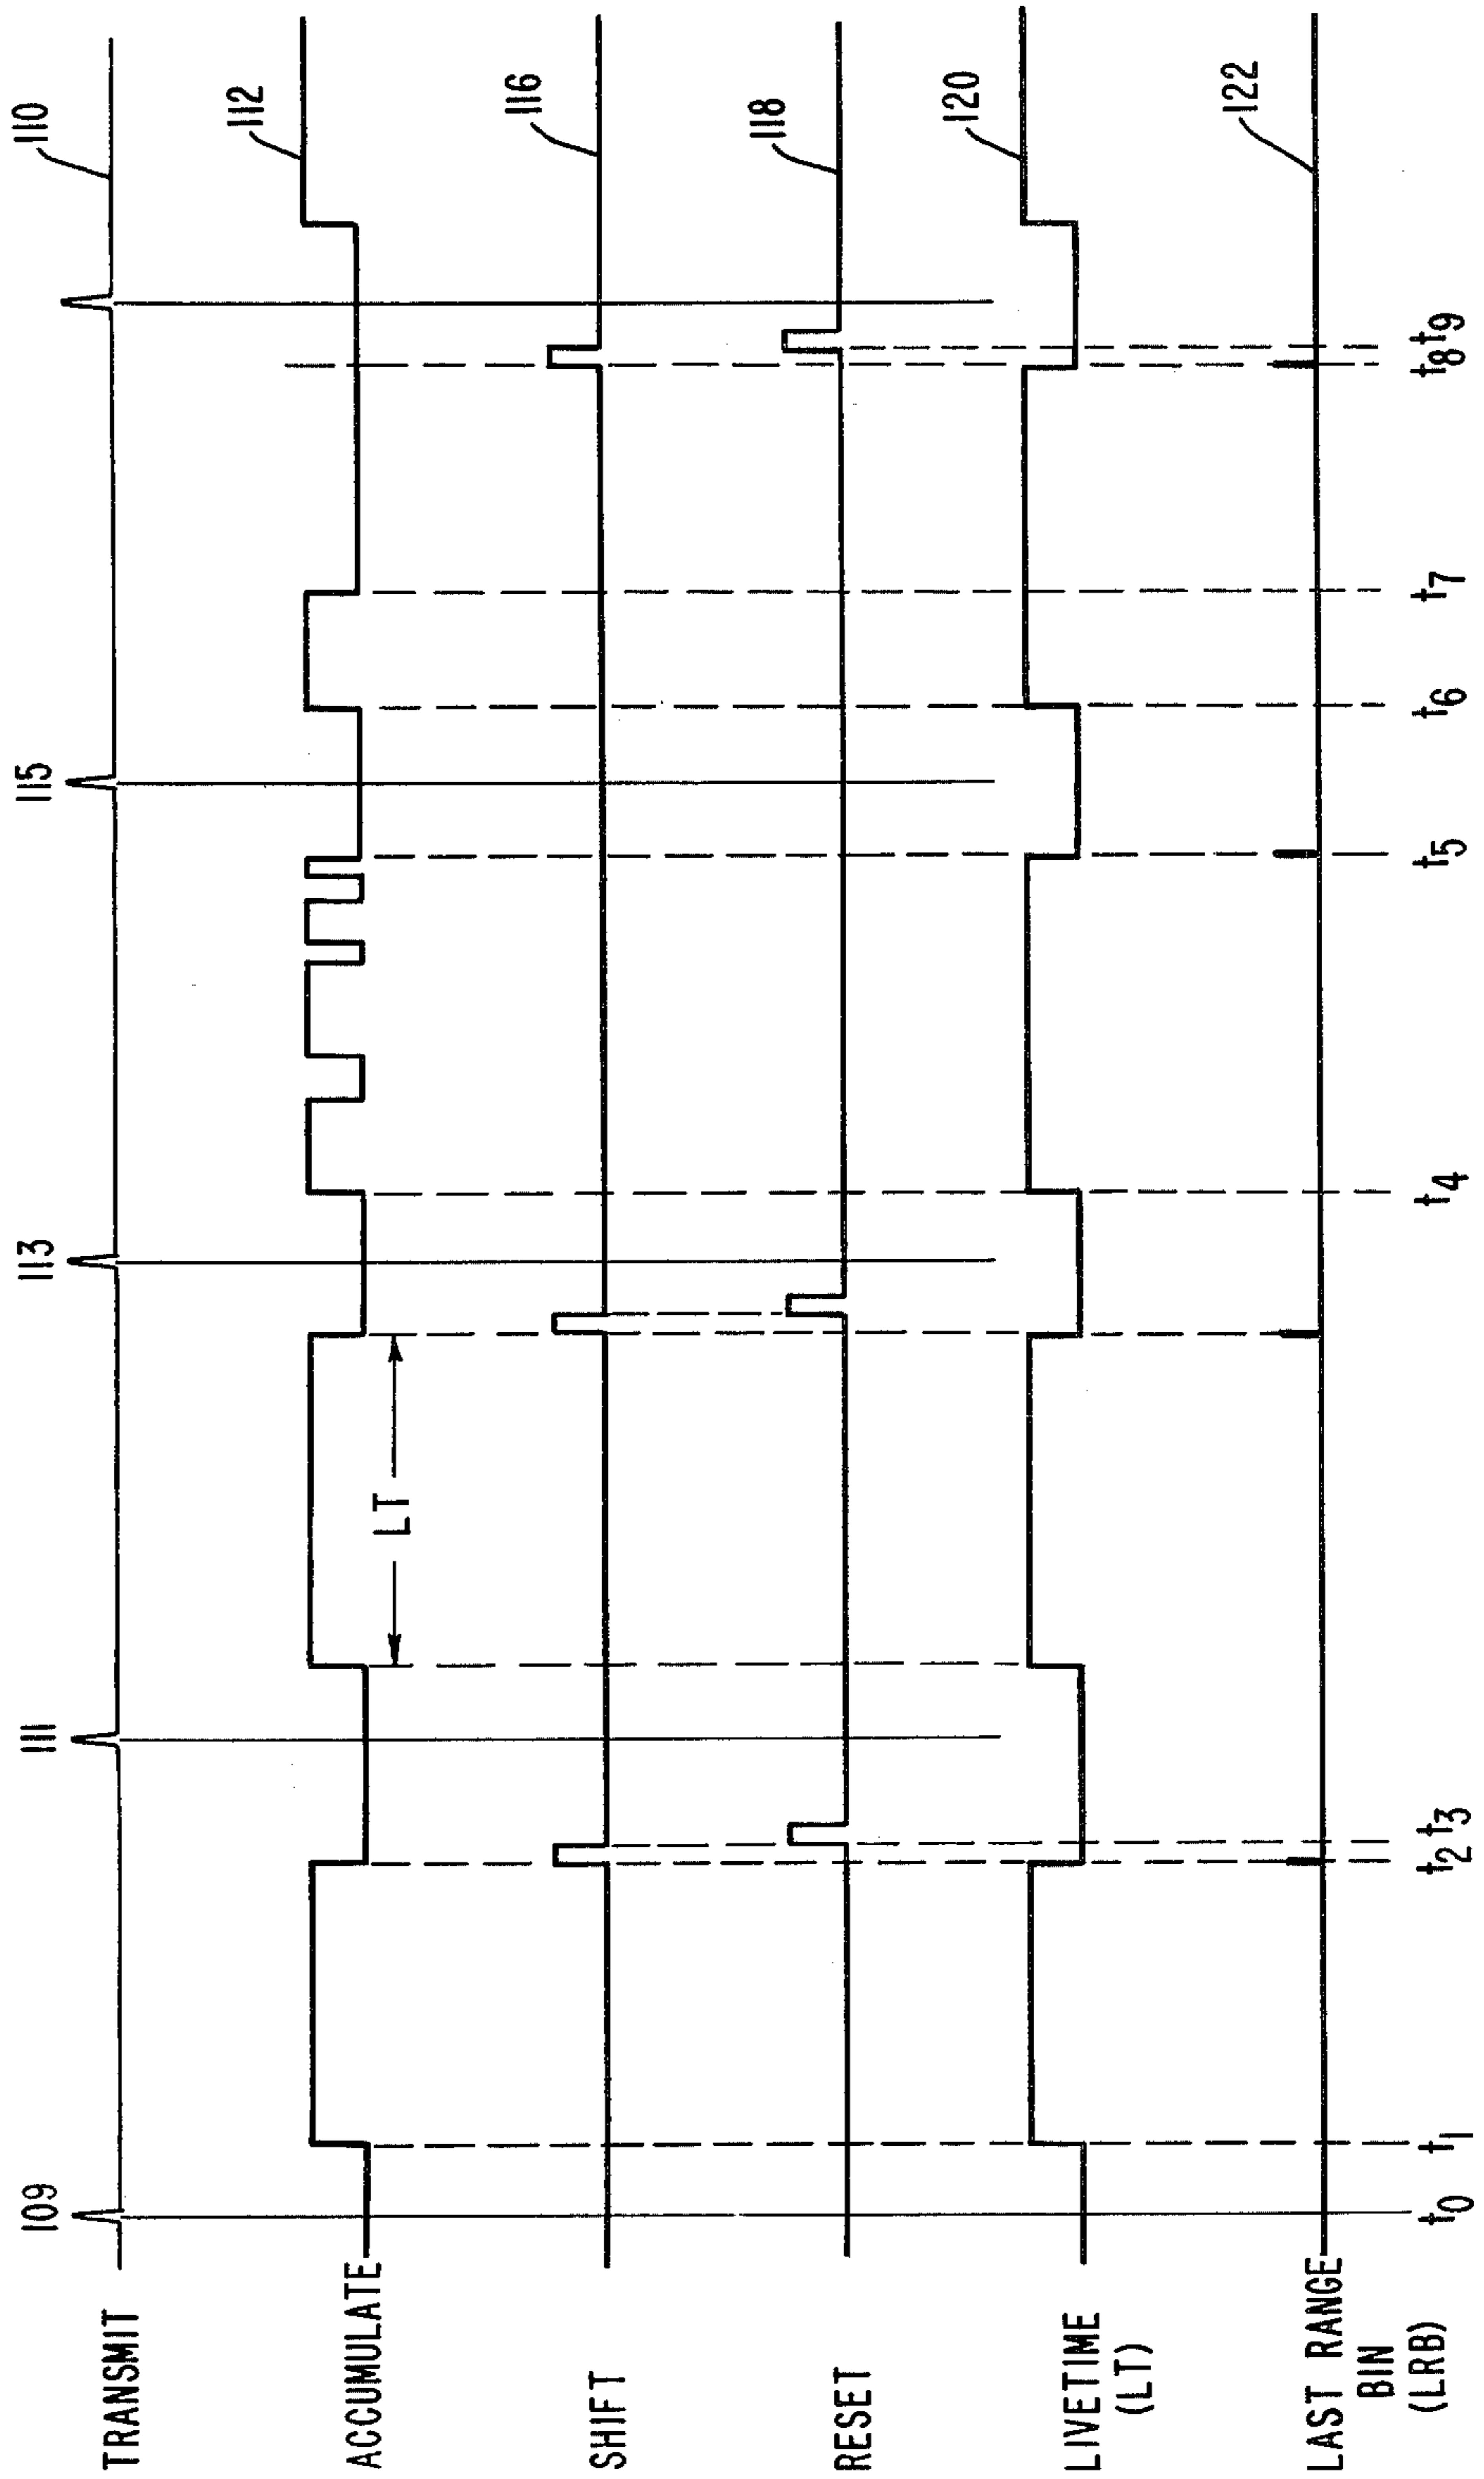 109
111
113
115
110
TRANSMIT
112
ACCUMULATE
LT
116
SHIFT
118
RESET
120
LIVETIME
(LT)
122
LAST RANGE
BIN
(LRB)
t0
t1
t2
t3
t4
t5
t6
t7
t8
t9